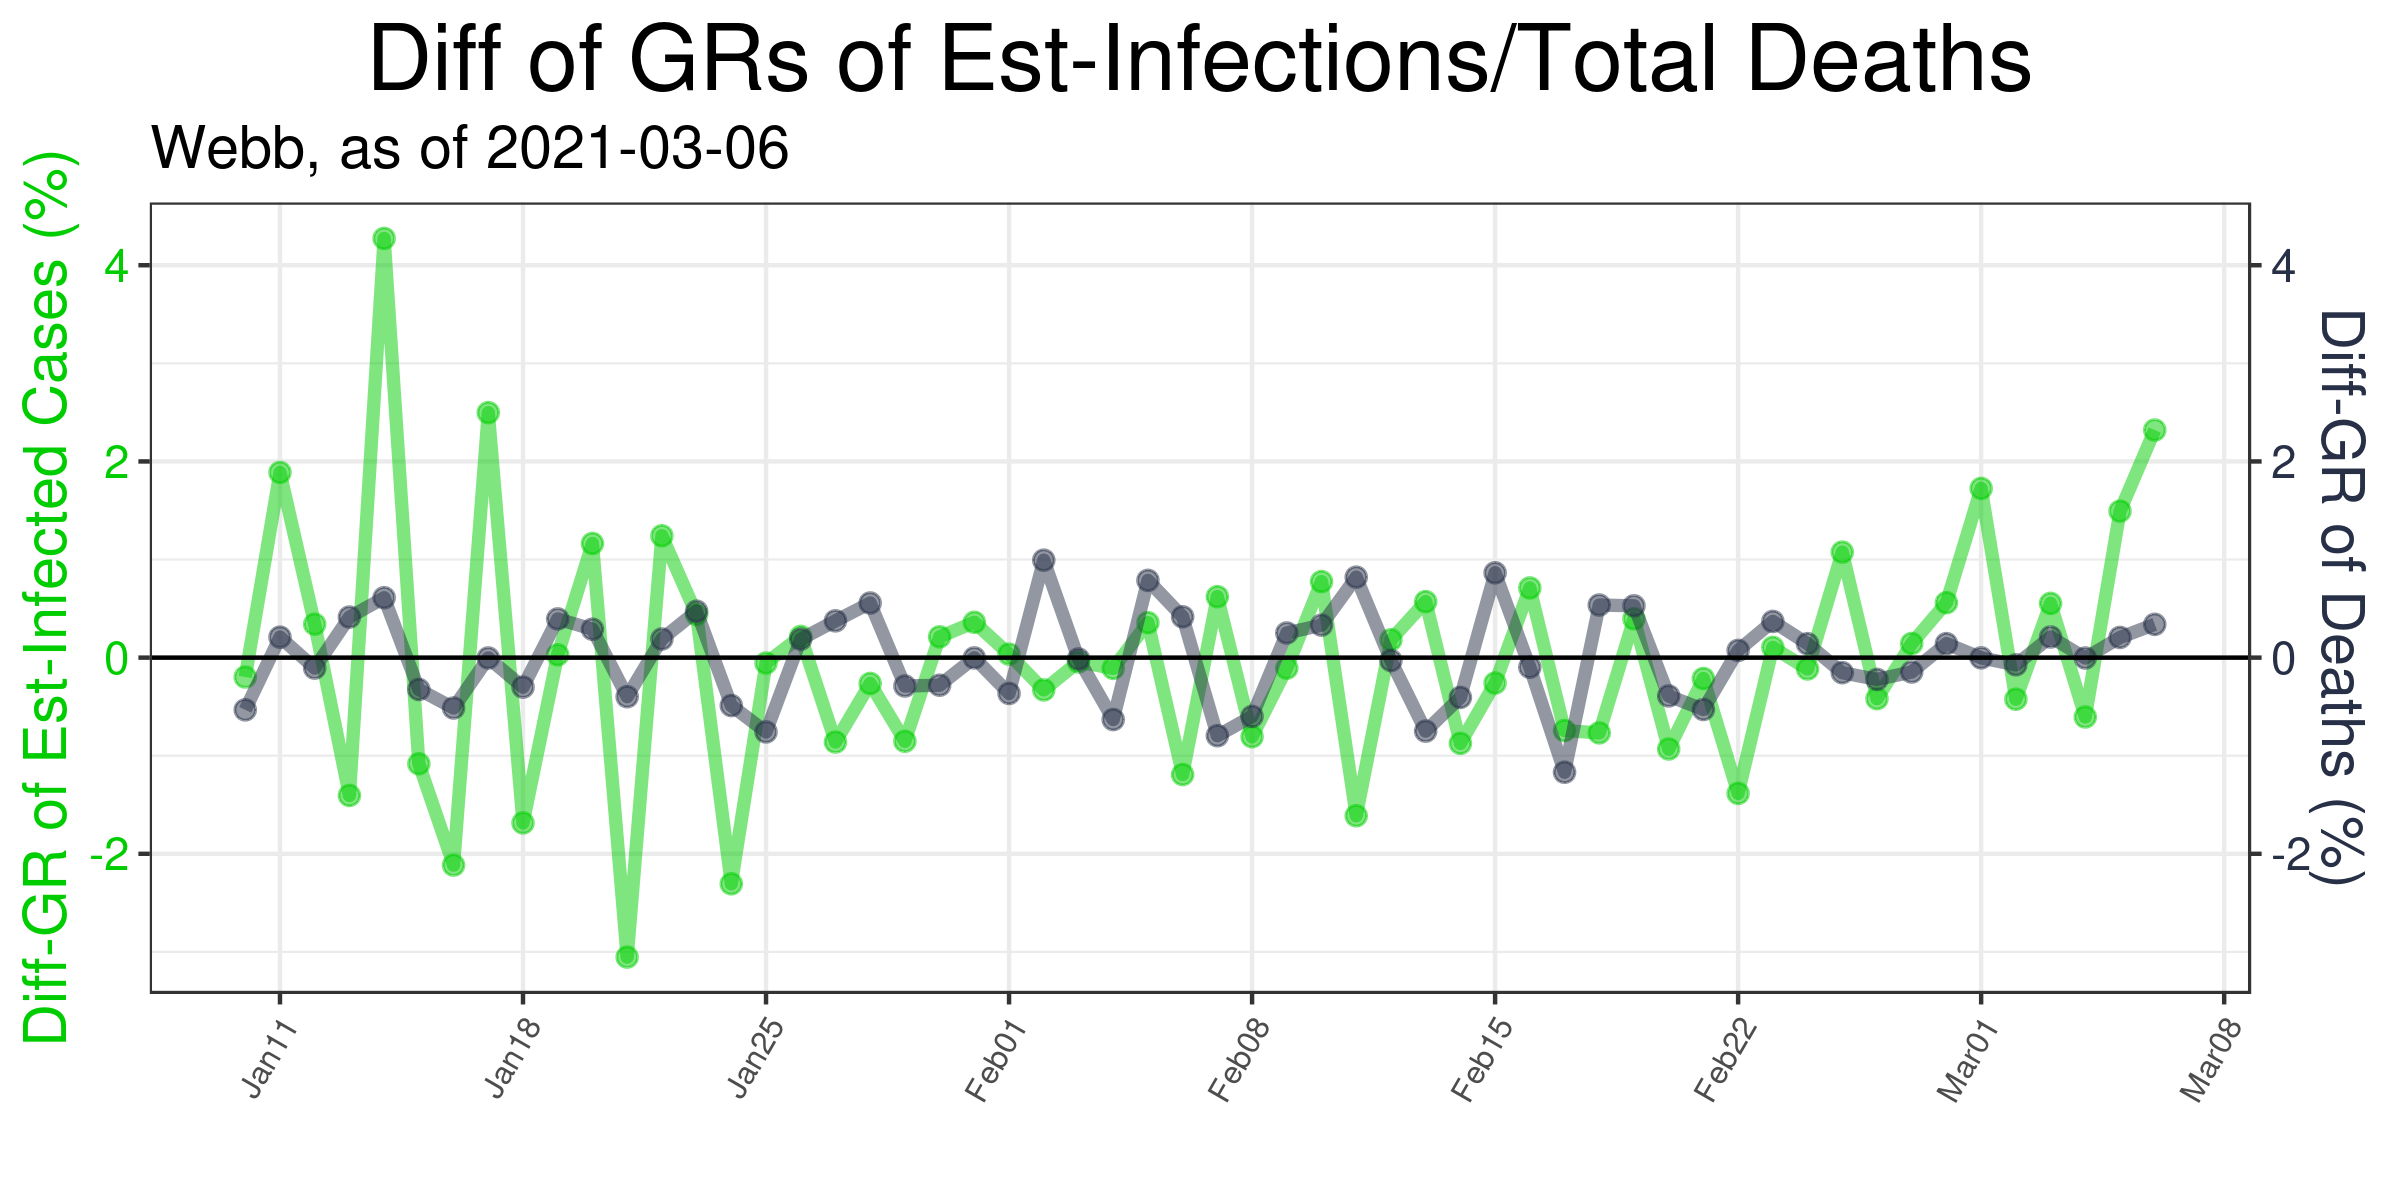 Diff of GRs of Est-Infections/Total Deaths
Webb, as of 2021-03-06
Diff-GR of Est-Infected Cases (%)
4
2
0
-2
4
2
0
-2
Diff-GR of Deaths (%)
Jan11
Jan18
Jan25
Feb01
Feb08
Feb15
Feb22
Mar01
Mar08